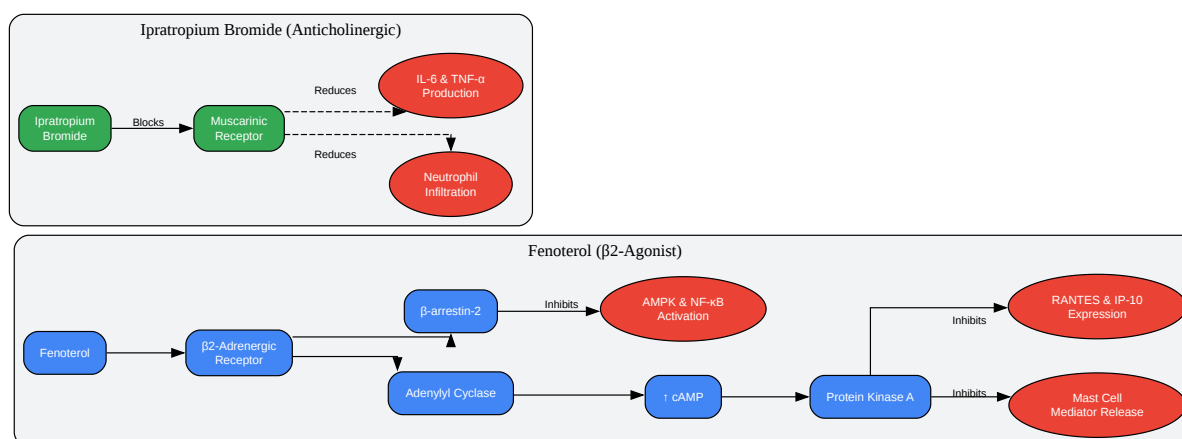 Ipratropium Bromide (Anticholinergic)
IL-6 & TNF-α
Production
Reduces
Ipratropium
Bromide
Blocks
Muscarinic
Receptor
Reduces
Neutrophil
Infiltration
Fenoterol (β2-Agonist)
β-arrestin-2
Inhibits
AMPK & NF-κB
Activation
RANTES & IP-10
Expression
Inhibits
Fenoterol
β2-Adrenergic
Receptor
Adenylyl Cyclase
↑ cAMP
Protein Kinase A
Inhibits
Mast Cell
Mediator Release